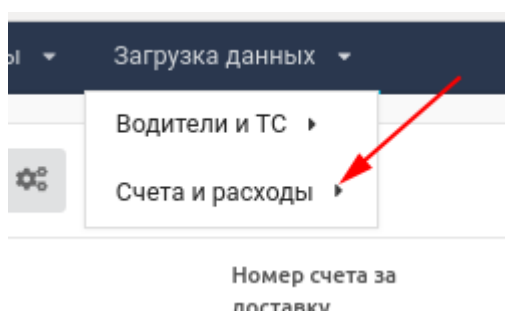 ы Загрузка данных
Водители и ТС
Счета и расходы
Номер счета за
доставку